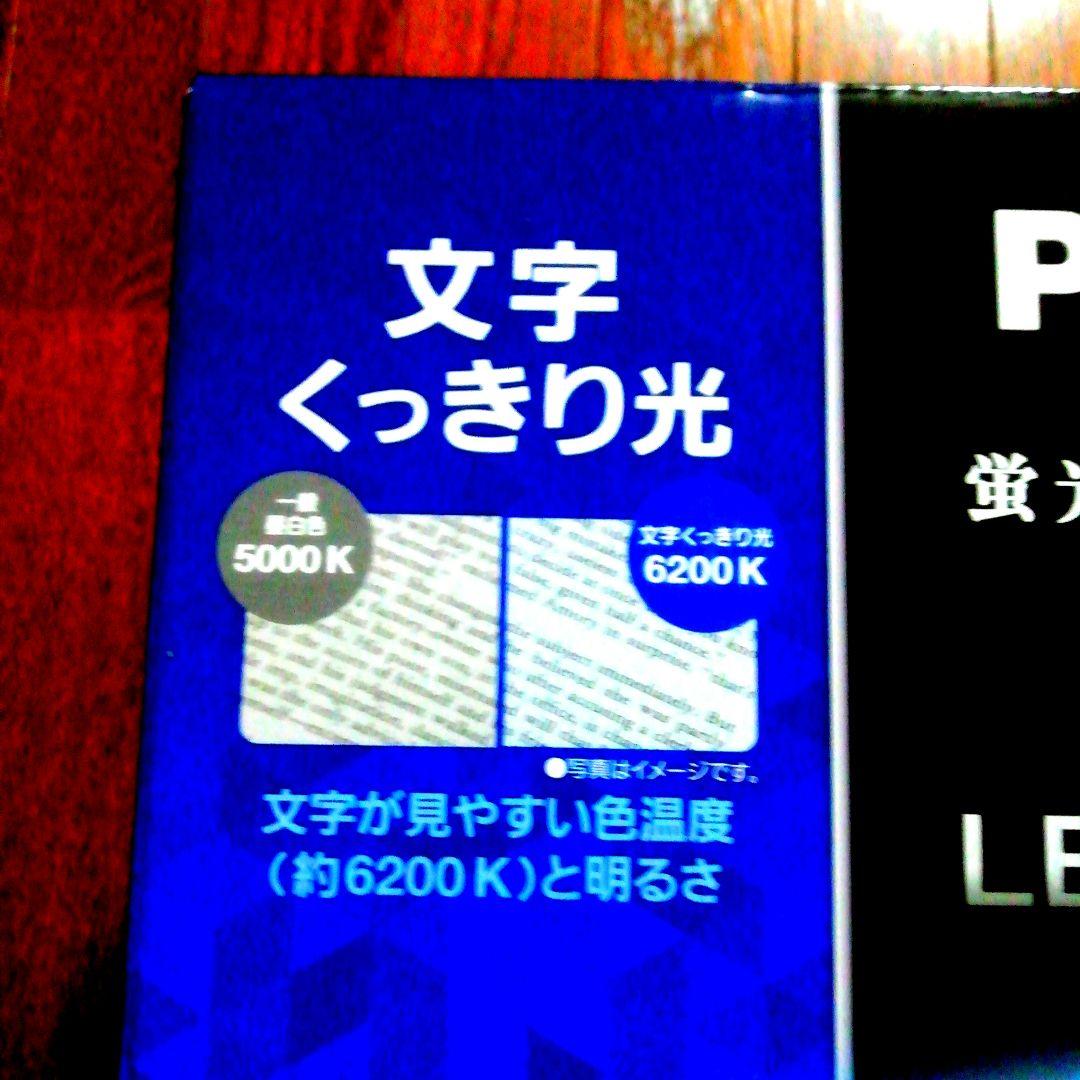 文字
くっきり光
一般
昼白色
5000K
文字くっきり光
6200K
●写真はイメージです。
文字が見やすい色温度
(約6200K)と明るさ
P
蛍光
LE